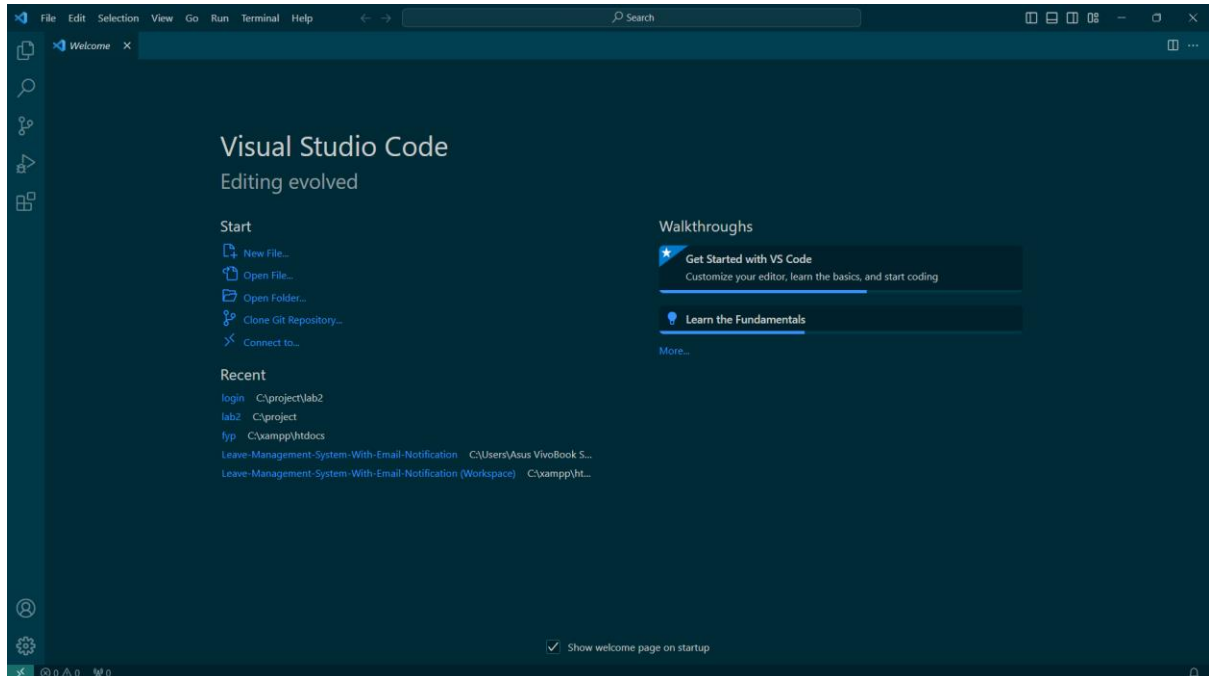 File Edit Selection View Go Run Terminal Help Search
Welcome
Visual Studio Code
Editing evolved
Start
New File...
Open File...
Open Folder...
Clone Git Repository...
Connect to...
Recent
login C:\project\lab2
lab2 C:\project
fyp C:\xampp\htdocs
Leave-Management-System-With-Email-Notification C:\Users\Asus VivoBook S...
Leave-Management-System-With-Email-Notification (Workspace) C:\xampp\ht...
Walkthroughs
Get Started with VS Code
Customize your editor, learn the basics, and start coding
Learn the Fundamentals
More...
Show welcome page on startup
0 0 0